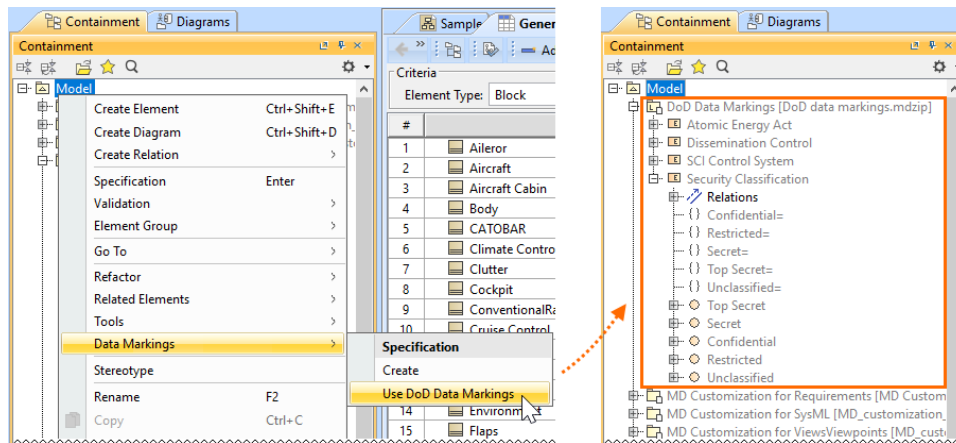 Containment
Diagrams
Containment
Model
Create Element Ctrl+Shift+E
Create Diagram Ctrl+Shift+D
Create Relation
Specification Enter
Validation
Element Group
Go To
Refactor
Related Elements
Tools
Data Markings
Stereotype
Rename F2
Copy Ctrl+C
Specification
Create
Use DoD Data Markings
Sample
Gener
Ad
Criteria
Element Type: Block
#
1 Aileror
2 Aircraft
3 Aircraft Cabin
4 Body
5 CATOBAR
6 Climate Contro
7 Clutter
8 Cockpit
9 ConventionalRa
10 Cruise Control
14 Environm
15 Flaps
Containment
Diagrams
Containment
Model
DoD Data Markings [DoD data markings.mdzip]
Atomic Energy Act
Dissemination Control
SCI Control System
Security Classification
Relations
{} Confidential=
{} Restricted=
{} Secret=
{} Top Secret=
{} Unclassified=
Top Secret
Secret
Confidential
Restricted
Unclassified
MD Customization for Requirements [MD Custom
MD Customization for SysML [MD_customization_
MD Customization for ViewsViewpoints [MD_custo